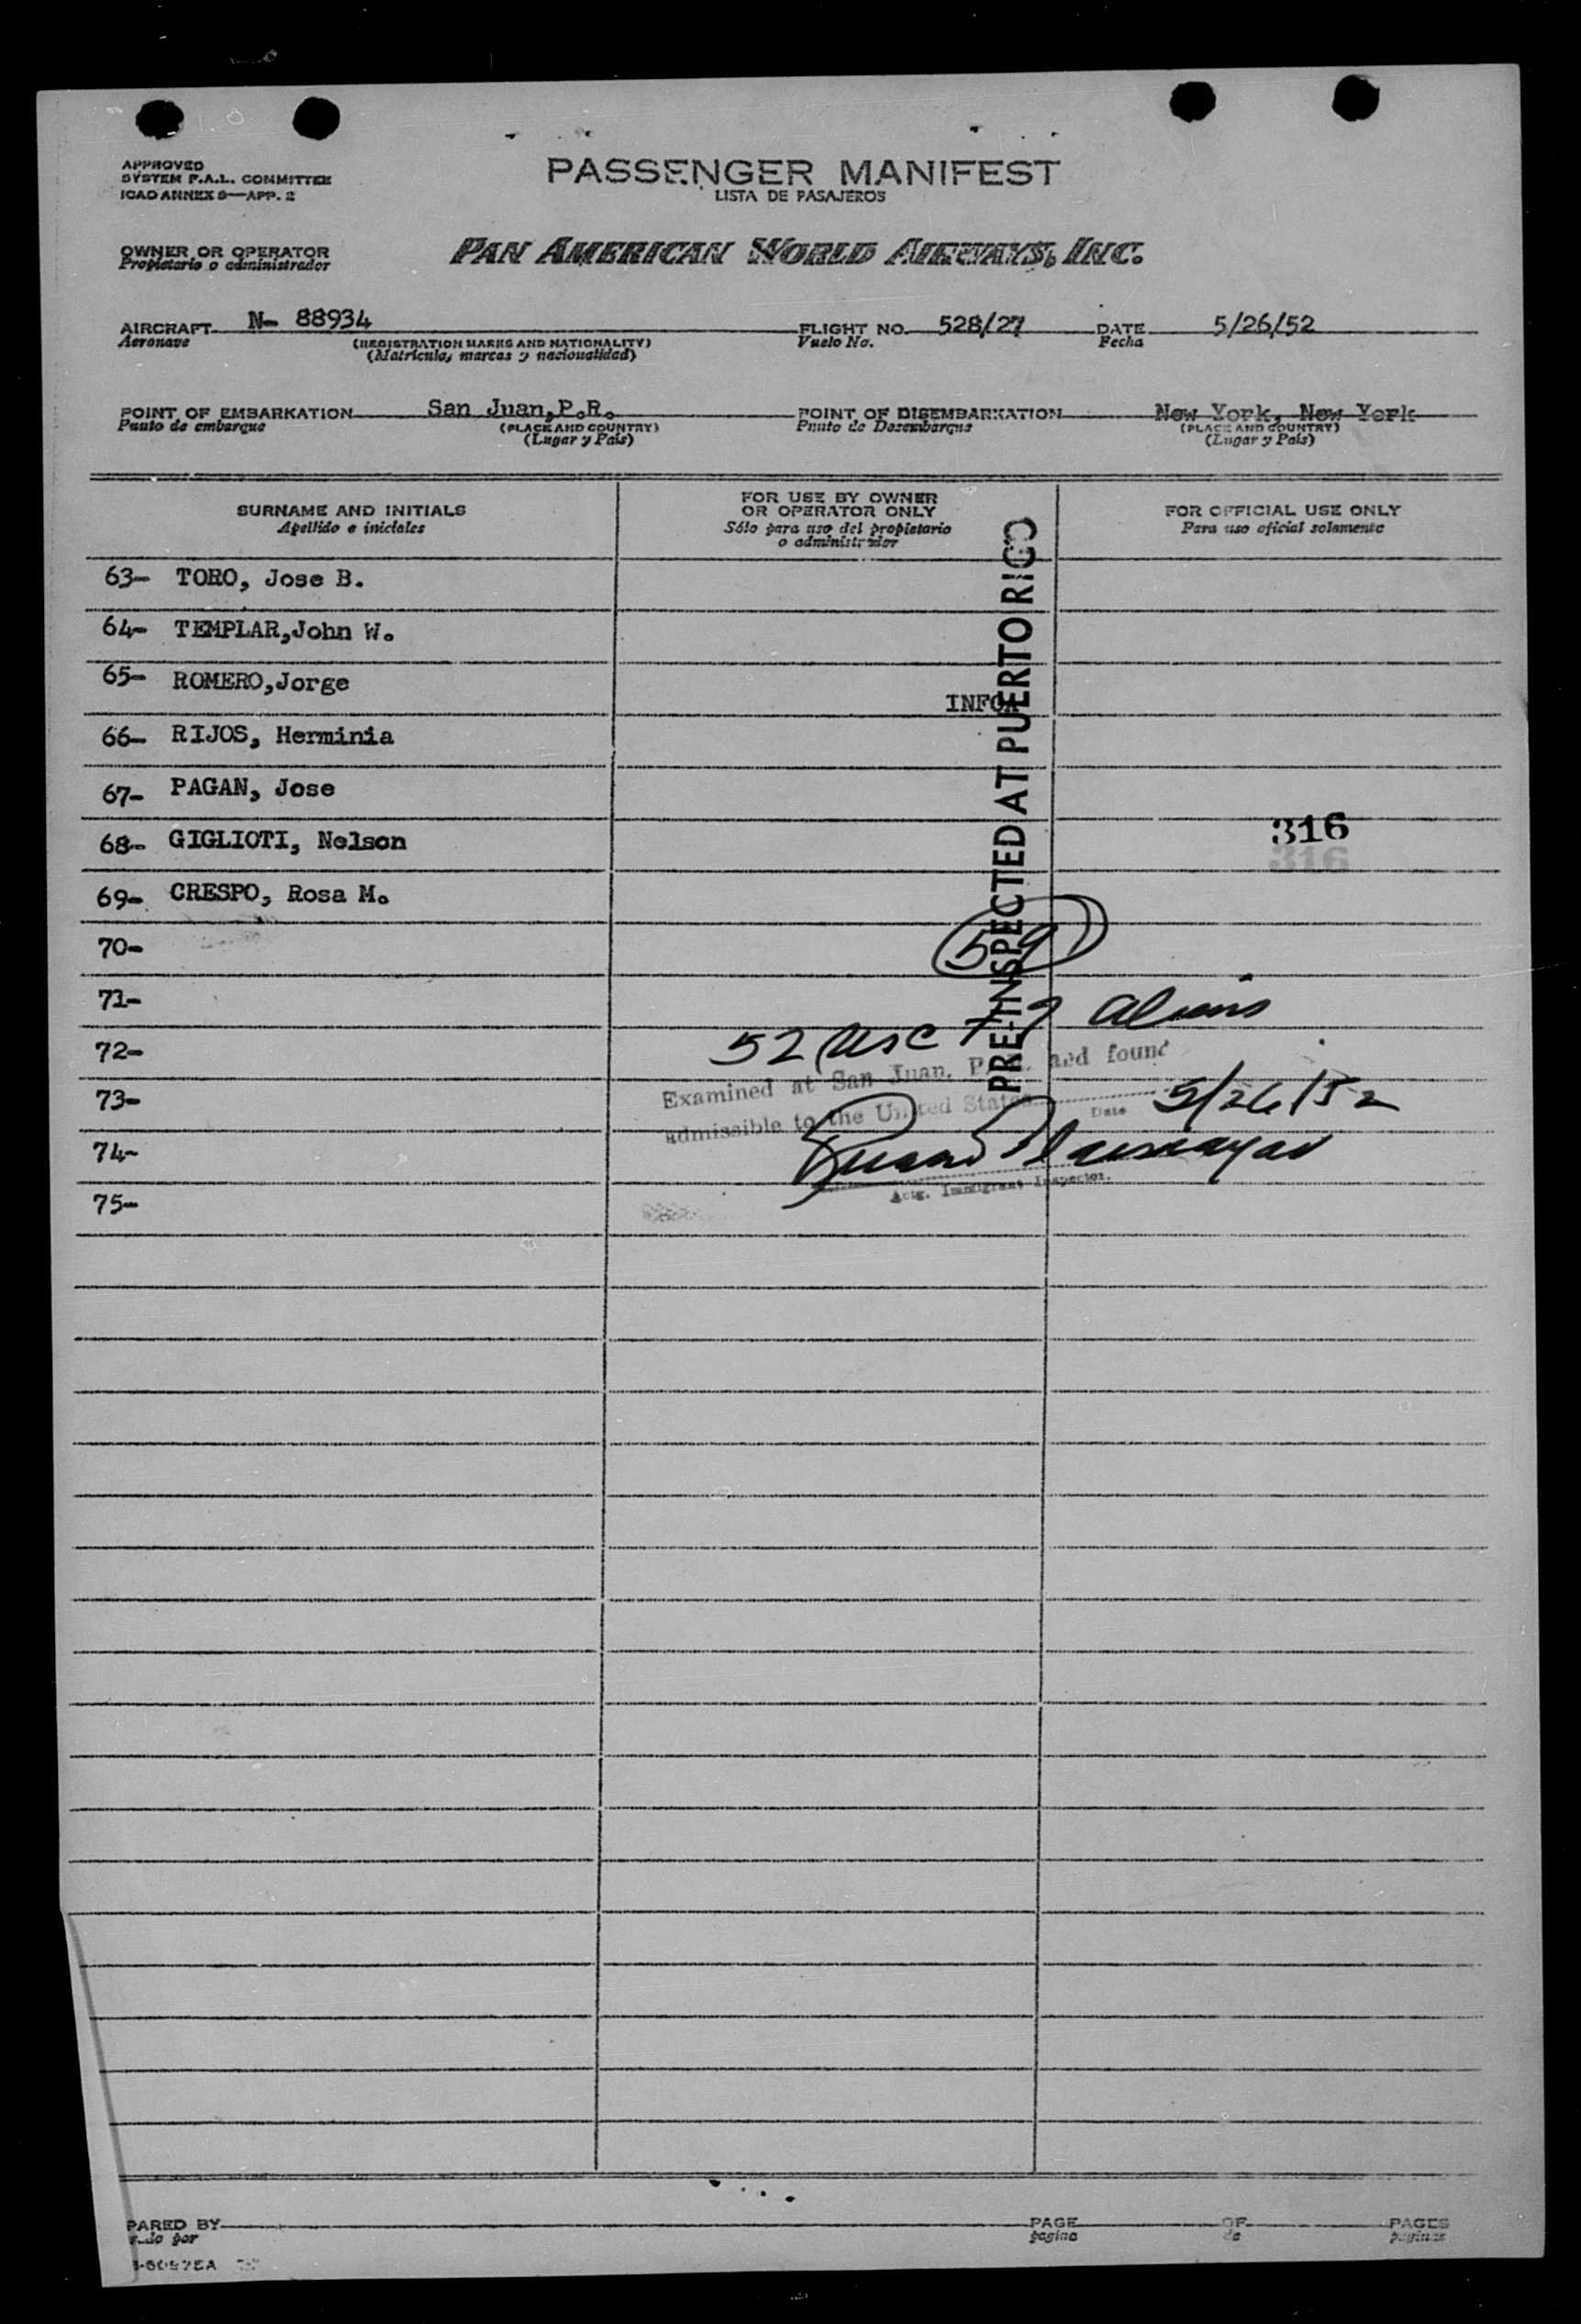 APPROVED
SYSTEM P.A.L. COMMITTEE
ICAO ANNEX 9—APP. 2
PASSENGER MANIFEST
LISTA DE PASAJEROS
OWNER OR OPERATOR
Propietario o administrador
PAN AMERICAN WORLD AIRWAYS, INC.
AIRCRAFT N- 88934 FLIGHT NO. 528/27 DATE 5/26/52
Aeronave (REGISTRATION MARKS AND NATIONALITY) Vuelo No. Fecha
(Matricula, marcas y nacionalidad)
POINT OF EMBARKATION San Juan,P.R. POINT OF DISEMBARKATION New York, New York
Punto de embarque (PLACE AND COUNTRY) Punto de Desembarque (PLACE AND COUNTRY)
(Lugar y País) (Lugar y País)
SURNAME AND INITIALS
Apellido e iniciales
FOR USE BY OWNER
OR OPERATOR ONLY
Sólo para uso del propietario
o administrador
FOR OFFICIAL USE ONLY
Para uso oficial solamente
63- TORO, Jose B.
64- TEMPLAR,John W.
65- ROMERO,Jorge
66- RIJOS, Herminia
67- PAGAN, Jose
68- GIGLIOTI, Nelson
69- CRESPO, Rosa M.
70-
71-
72-
73-
74-
75-
PRE-INSPECTED AT PUERTO RICO
316
316
59
52 USC 7 aliens
Examined at San Juan, P. and found
admissible to the United States
Date 5/26/52
Actg. Immigrant Inspector.
PARED BY PAGE OF PAGES
por pagina de paginas